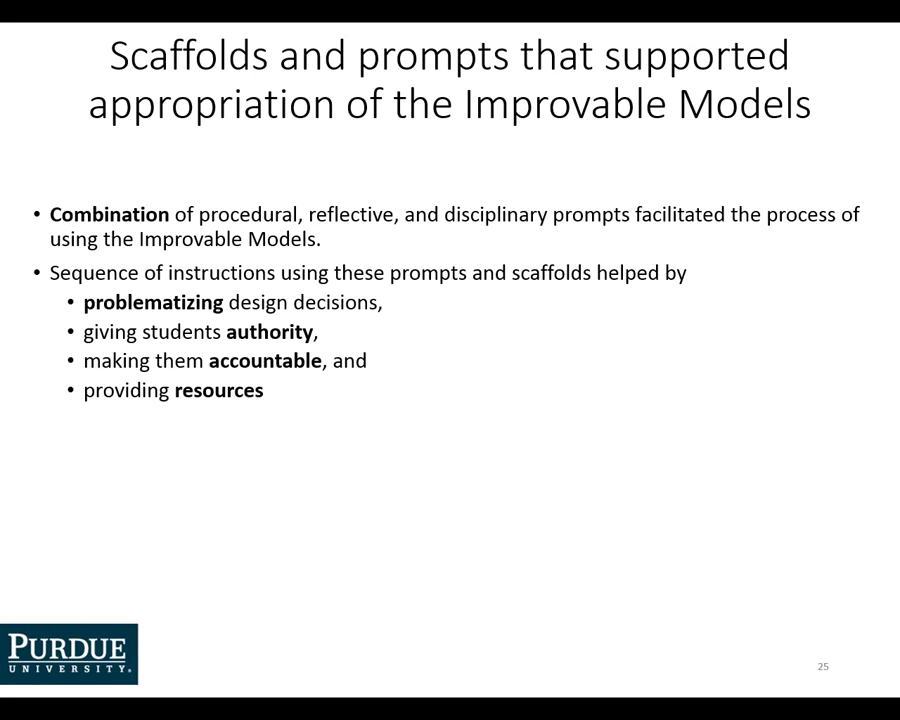 Scaffolds and prompts that supported
appropriation of the Improvable Models
• Combination of procedural, reflective, and disciplinary prompts facilitated the process of
using the Improvable Models.
• Sequence of instructions using these prompts and scaffolds helped by
• problematizing design decisions,
• giving students authority,
• making them accountable, and
• providing resources
PURDUE
UNIVERSITY®
25